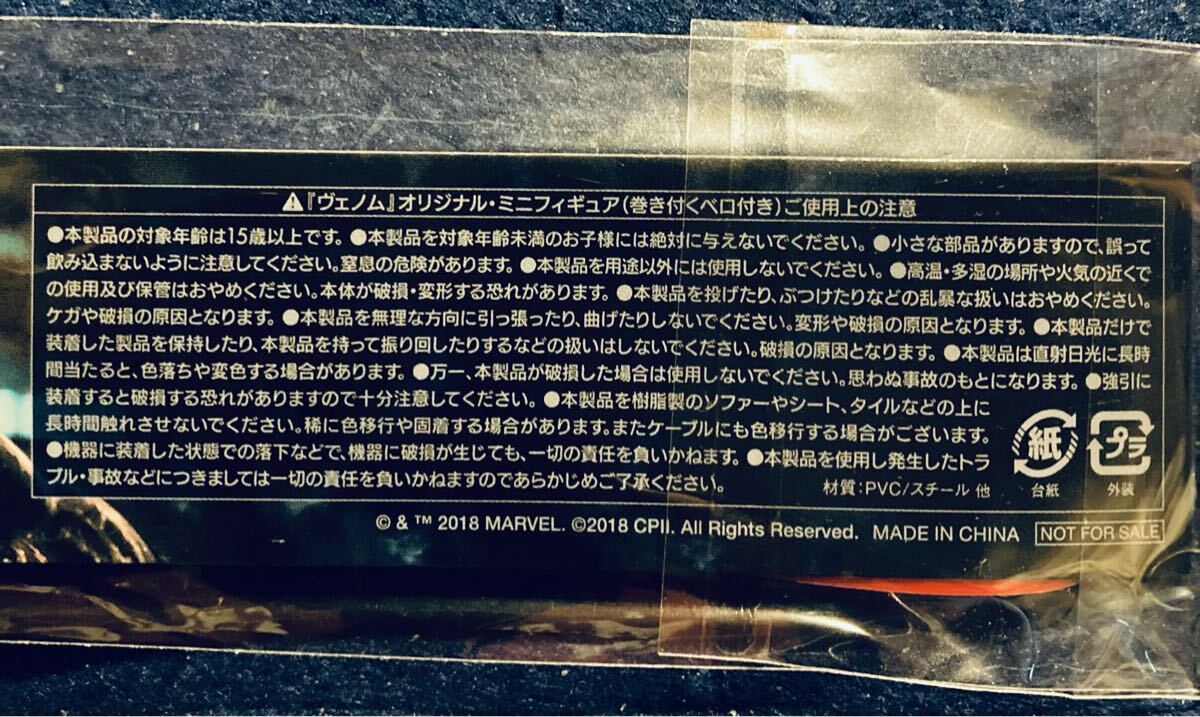 ⚠『ヴェノム』オリジナル・ミニフィギュア(巻き付くベロ付き)ご使用上の注意
●本製品の対象年齢は15歳以上です。●本製品を対象年齢未満のお子様には絶対に与えないでください。●小さな部品がありますので、誤って
飲み込まないように注意してください。窒息の危険があります。●本製品を用途以外には使用しないでください。●高温・多湿の場所や火気の近くで
の使用及び保管はおやめください。本体が破損・変形する恐れがあります。●本製品を投げたり、ぶつけたりなどの乱暴な扱いはおやめください。
ケガや破損の原因となります。●本製品を無理な方向に引っ張ったり、曲げたりしないでください。変形や破損の原因となります。●本製品だけで
装着した製品を保持したり、本製品を持って振り回したりするなどの扱いはしないでください。破損の原因となります。●本製品は直射日光に長時
間当たると、色落ちや変色する場合があります。●万一、本製品が破損した場合は使用しないでください。思わぬ事故のもとになります。●強引に
装着すると破損する恐れがありますので十分注意してください。●本製品を樹脂製のソファーやシート、タイルなどの上に
長時間触れさせないでください。稀に色移行や固着する場合があります。またケーブルにも色移行する場合がございます。
●機器に装着した状態での落下などで、機器に破損が生じても、一切の責任を負いかねます。●本製品を使用し発生したトラ
ブル・事故などにつきましては一切の責任を負いかねますのであらかじめご了承ください。
材質:PVC/スチール 他
紙
台紙
プラ
外装
© & ™ 2018 MARVEL. ©2018 CPII. All Rights Reserved. MADE IN CHINA NOT FOR SALE